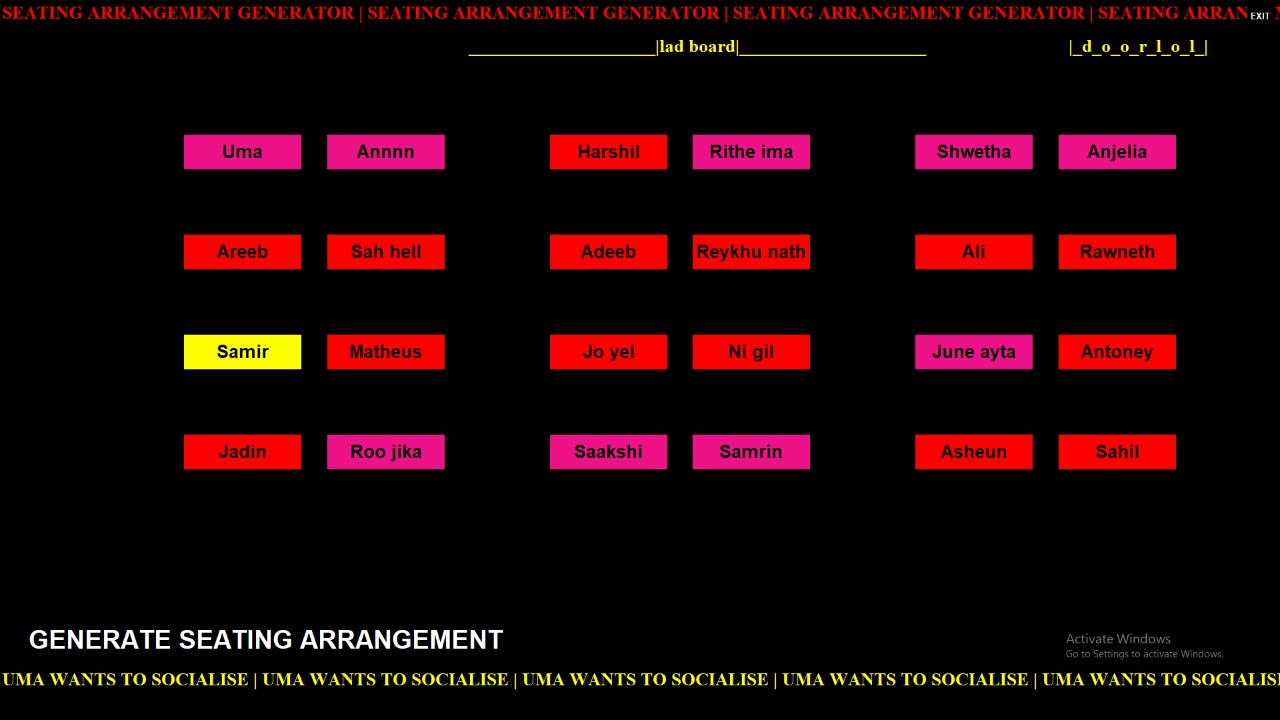 SEATING ARRANGEMENT GENERATOR | SEATING ARRANGEMENT GENERATOR | SEATING ARRANGEMENT GENERATOR | SEATING ARRAN EXIT
____________________|lad board|____________________ |_d_o_o_r_l_o_l_|
Uma Annnn Harshil Rithe ima Shwetha Anjelia
Areeb Sah hell Adeeb Reykhu nath Ali Rawneth
Samir Matheus Jo yel Ni gil June ayta Antoney
Jadin Roo jika Saakshi Samrin Asheun Sahil
GENERATE SEATING ARRANGEMENT
Activate Windows
Go to Settings to activate Windows.
UMA WANTS TO SOCIALISE | UMA WANTS TO SOCIALISE | UMA WANTS TO SOCIALISE | UMA WANTS TO SOCIALISE | UMA WANTS TO SOCIALIS